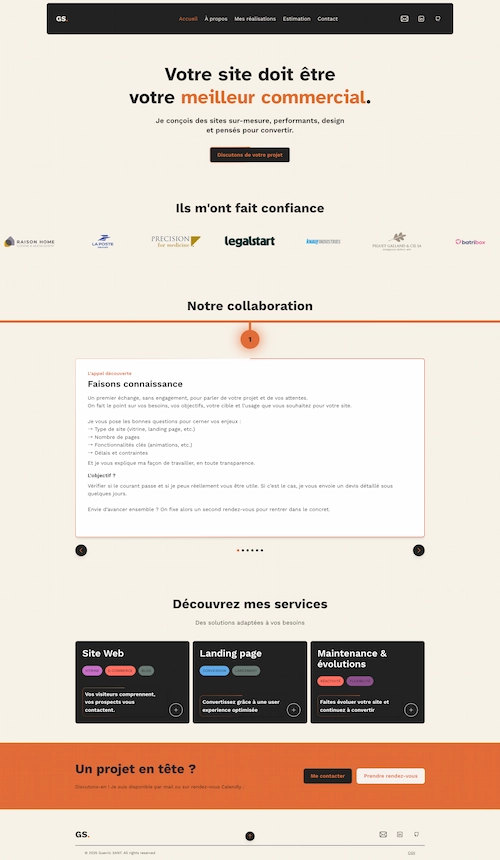 GS.
Accueil À propos Mes réalisations Estimation Contact
Votre site doit être
votre meilleur commercial.
Je conçois des sites sur-mesure, performants, design
et pensés pour convertir.
Discutons de votre projet
Ils m'ont fait confiance
RAISON HOME
LA POSTE
PRECISION
for medicine
legalstart
Knauf INDUSTRIES
PIGUET GALLAND & CIE SA
batribox
Notre collaboration
1
L'appel découverte
Faisons connaissance
Un premier échange, sans engagement, pour parler de votre projet et de vos attentes.
On fait le point sur vos besoins, vos objectifs, votre cible et l'usage que vous souhaitez pour votre site.
Je vous pose les bonnes questions pour cerner vos enjeux :
→ Type de site (vitrine, landing page, etc.)
→ Nombre de pages
→ Fonctionnalités clés (animations, etc.)
→ Délais et contraintes
Et je vous explique ma façon de travailler, en toute transparence.
L'objectif ?
Vérifier si le courant passe et si je peux réellement vous être utile. Si c'est le cas, je vous envoie un devis détaillé sous
quelques jours.
Envie d'avancer ensemble ? On fixe alors un second rendez-vous pour rentrer dans le concret.
Découvrez mes services
Des solutions adaptées à vos besoins
Site Web
VITRINE E-COMMERCE BLOG
Vos visiteurs comprennent,
vos prospects vous
contactent.
Landing page
CONVERSION
Convertissez grâce à une user
experience optimisée
Maintenance &
évolutions
Faites évoluer votre site et
continuez à convertir
Un projet en tête ?
Discutons-en ! Je suis disponible par mail ou sur rendez-vous Calendly :
Me contacter
Prendre rendez-vous
GS.
All rights reserved
CGU